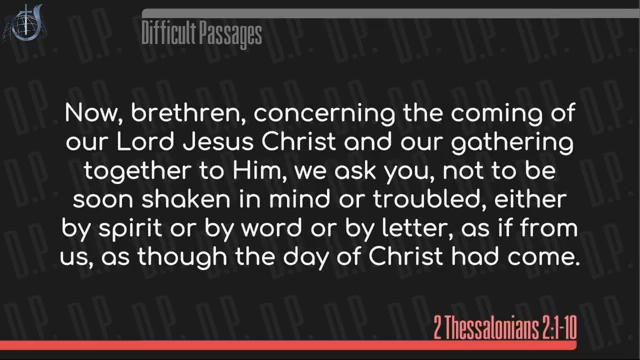 Difficult Passages
Now, brethren, concerning the coming of
our Lord Jesus Christ and our gathering
together to Him, we ask you, not to be
soon shaken in mind or troubled, either
by spirit or by word or by letter, as if from
us, as though the day of Christ had come.
2 Thessalonians 2:1-10